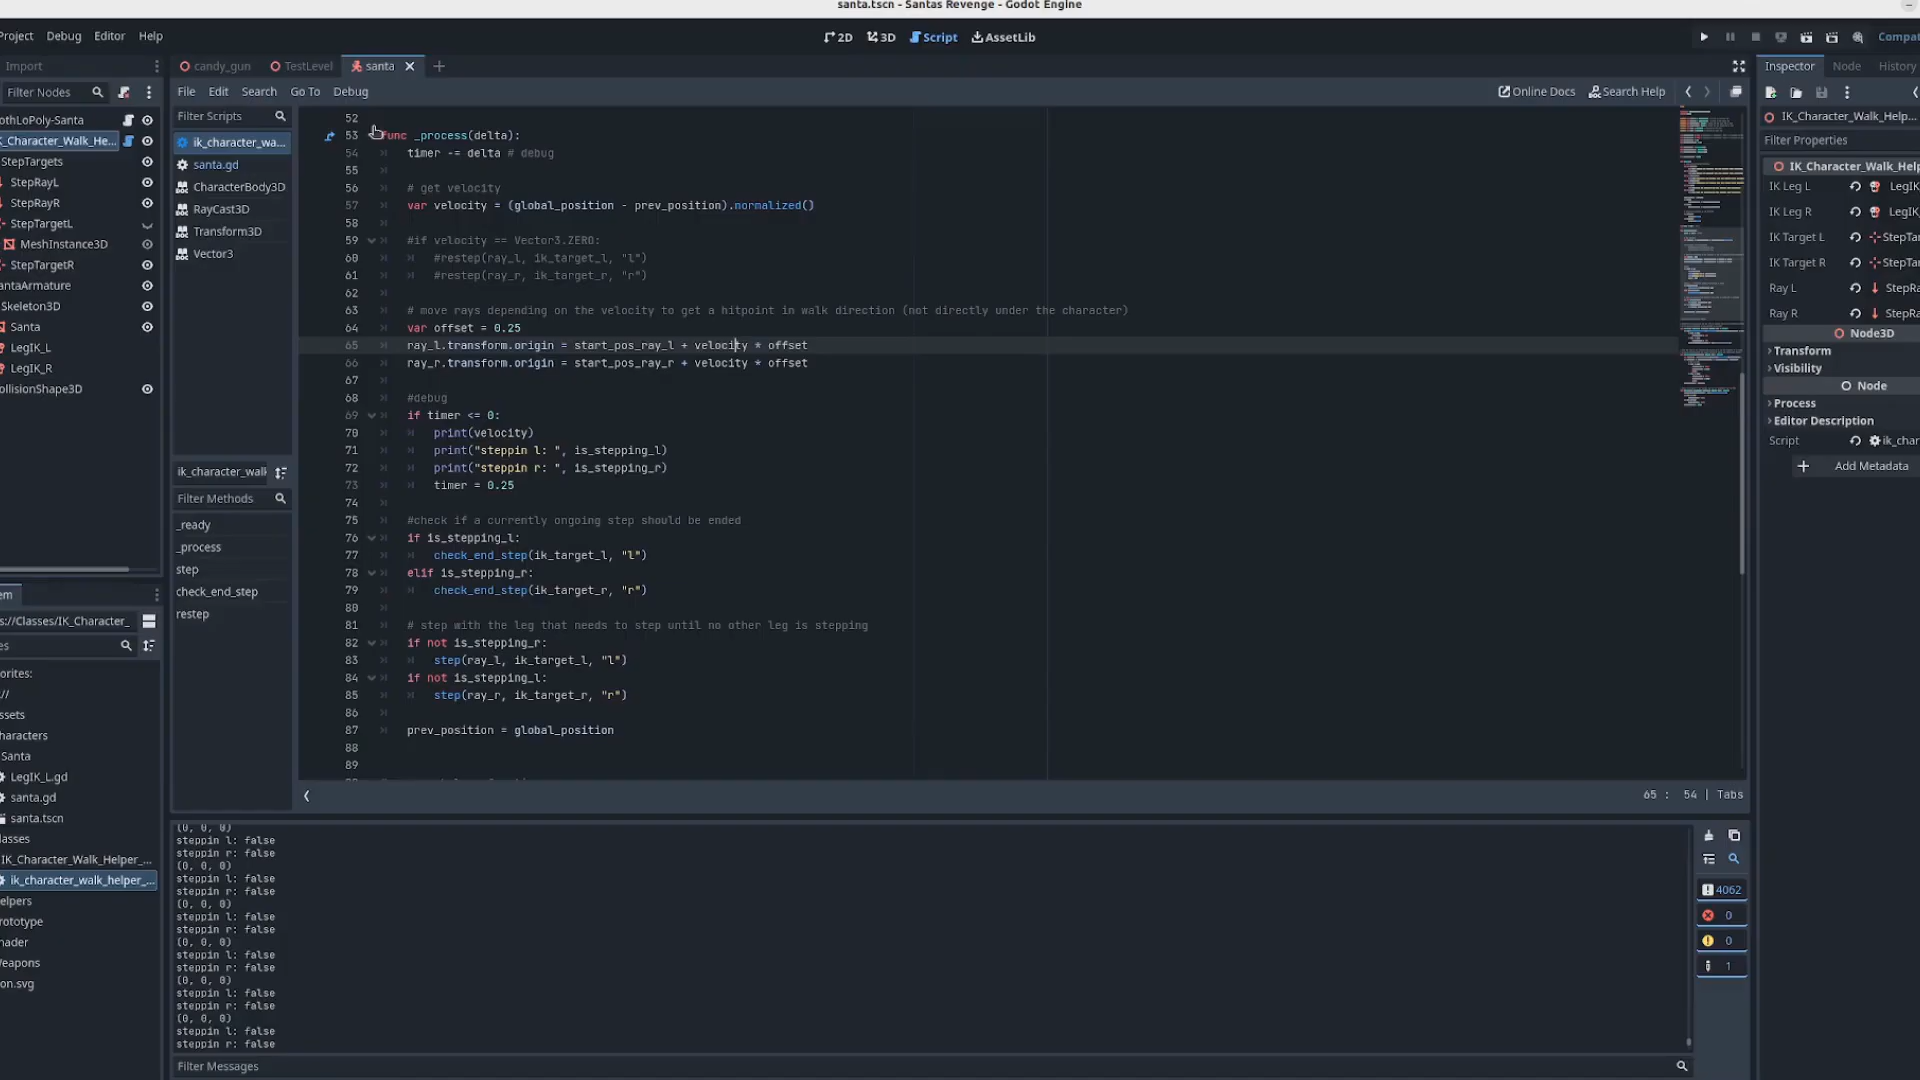 santa.tscn - Santas Revenge - Godot Engine
Project Debug Editor Help
2D 3D Script AssetLib
Compat
Import
candy_gun TestLevel santa
Inspector Node History
Filter Nodes
File Edit Search Go To Debug
Online Docs Search Help
othLoPoly-Santa
K_Character_Walk_He...
StepTargets
StepRayL
StepRayR
StepTargetL
MeshInstance3D
StepTargetR
antaArmature
Skeleton3D
Santa
LegIK_L
LegIK_R
ollisionShape3D
Filter Scripts
ik_character_wa...
santa.gd
CharacterBody3D
RayCast3D
Transform3D
Vector3
ik_character_walk
Filter Methods
_ready
_process
step
check_end_step
restep
52
53 func _process(delta):
54 timer -= delta # debug
55
56 # get velocity
57 var velocity = (global_position - prev_position).normalized()
58
59 #if velocity == Vector3.ZERO:
60 #restep(ray_l, ik_target_l, "l")
61 #restep(ray_r, ik_target_r, "r")
62
63 # move rays depending on the velocity to get a hitpoint in walk direction (not directly under the character)
64 var offset = 0.25
65 ray_l.transform.origin = start_pos_ray_l + velocity * offset
66 ray_r.transform.origin = start_pos_ray_r + velocity * offset
67
68 #debug
69 if timer <= 0:
70 print(velocity)
71 print("steppin l: ", is_stepping_l)
72 print("steppin r: ", is_stepping_r)
73 timer = 0.25
74
75 #check if a currently ongoing step should be ended
76 if is_stepping_l:
77 check_end_step(ik_target_l, "l")
78 elif is_stepping_r:
79 check_end_step(ik_target_r, "r")
80
81 # step with the leg that needs to step until no other leg is stepping
82 if not is_stepping_r:
83 step(ray_l, ik_target_l, "l")
84 if not is_stepping_l:
85 step(ray_r, ik_target_r, "r")
86
87 prev_position = global_position
88
89
65 : 54 | Tabs
IK_Character_Walk_Help...
Filter Properties
IK_Character_Walk_Help
IK Leg L LegIK
IK Leg R LegIK
IK Target L StepTa
IK Target R StepTa
Ray L StepRa
Ray R StepRa
Node3D
Transform
Visibility
Node
Process
Editor Description
Script ik_char
Add Metadata
em
s://Classes/IK_Character_
es
orites:
//
ssets
haracters
Santa
LegIK_L.gd
santa.gd
santa.tscn
lasses
IK_Character_Walk_Helper_...
ik_character_walk_helper_...
elpers
rototype
hader
Weapons
on.svg
(0, 0, 0)
steppin l: false
steppin r: false
(0, 0, 0)
steppin l: false
steppin r: false
(0, 0, 0)
steppin l: false
steppin r: false
(0, 0, 0)
steppin l: false
steppin r: false
(0, 0, 0)
steppin l: false
steppin r: false
(0, 0, 0)
steppin l: false
steppin r: false
4062
0
0
1
Filter Messages